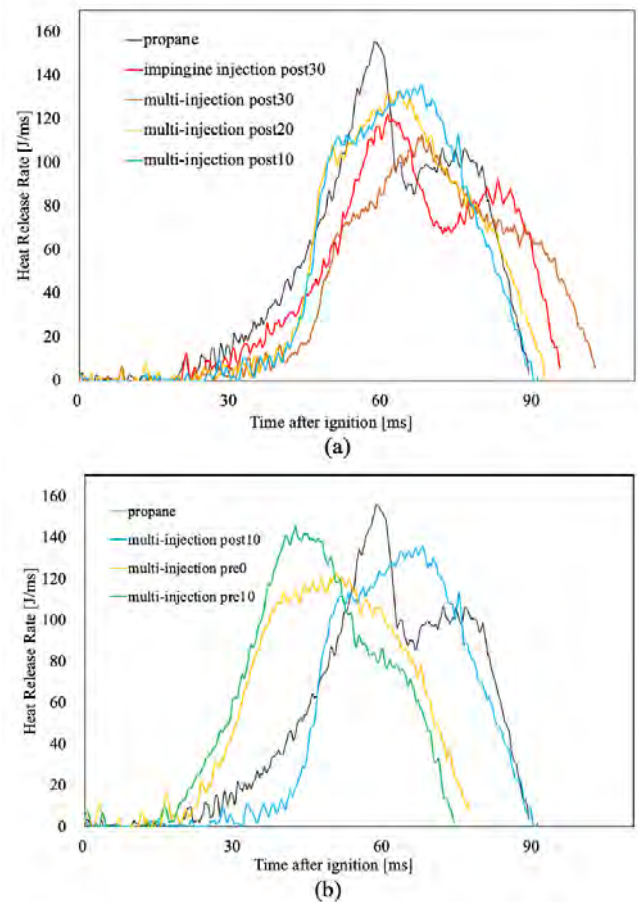 160
140
120
100
80
60
40
20
0
Heat Release Rate [J/ms]
propane
impingine injection post30
multi-injection post30
multi-injection post20
multi-injection post10
0 30 60 90
Time after ignition [ms]
(a)
160
140
120
100
80
60
40
20
0
Heat Release Rate [J/ms]
propane
multi-injection post10
multi-injection pre0
multi-injection pre10
0 30 60 90
Time after ignition [ms]
(b)